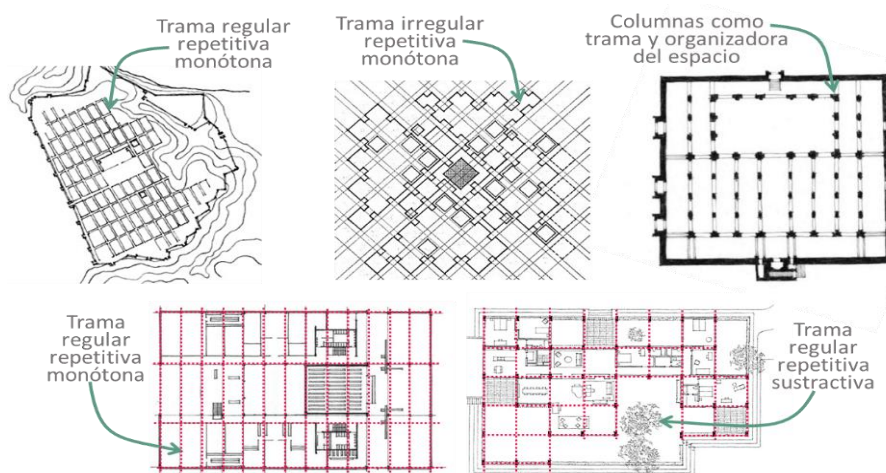 Trama regular
repetitiva
monótona
Trama irregular
repetitiva
monótona
Columnas como
trama y organizadora
del espacio
Trama
regular
repetitiva
monótona
Trama
regular
repetitiva
sustractiva